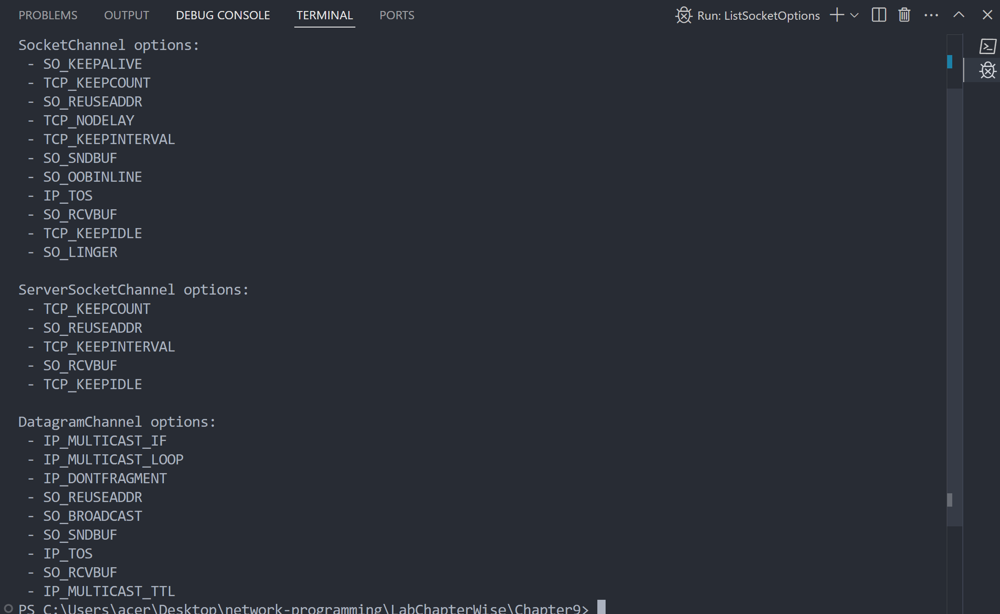 PROBLEMS OUTPUT DEBUG CONSOLE TERMINAL PORTS Run: ListSocketOptions
SocketChannel options:
- SO_KEEPALIVE
- TCP_KEEPCOUNT
- SO_REUSEADDR
- TCP_NODELAY
- TCP_KEEPINTERVAL
- SO_SNDBUF
- SO_OOBINLINE
- IP_TOS
- SO_RCVBUF
- TCP_KEEPIDLE
- SO_LINGER
ServerSocketChannel options:
- TCP_KEEPCOUNT
- SO_REUSEADDR
- TCP_KEEPINTERVAL
- SO_RCVBUF
- TCP_KEEPIDLE
DatagramChannel options:
- IP_MULTICAST_IF
- IP_MULTICAST_LOOP
- IP_DONTFRAGMENT
- SO_REUSEADDR
- SO_BROADCAST
- SO_SNDBUF
- IP_TOS
- SO_RCVBUF
- IP_MULTICAST_TTL
PS C:\Users\acer\Desktop\network-programming\LabChapterWise\Chapter9>